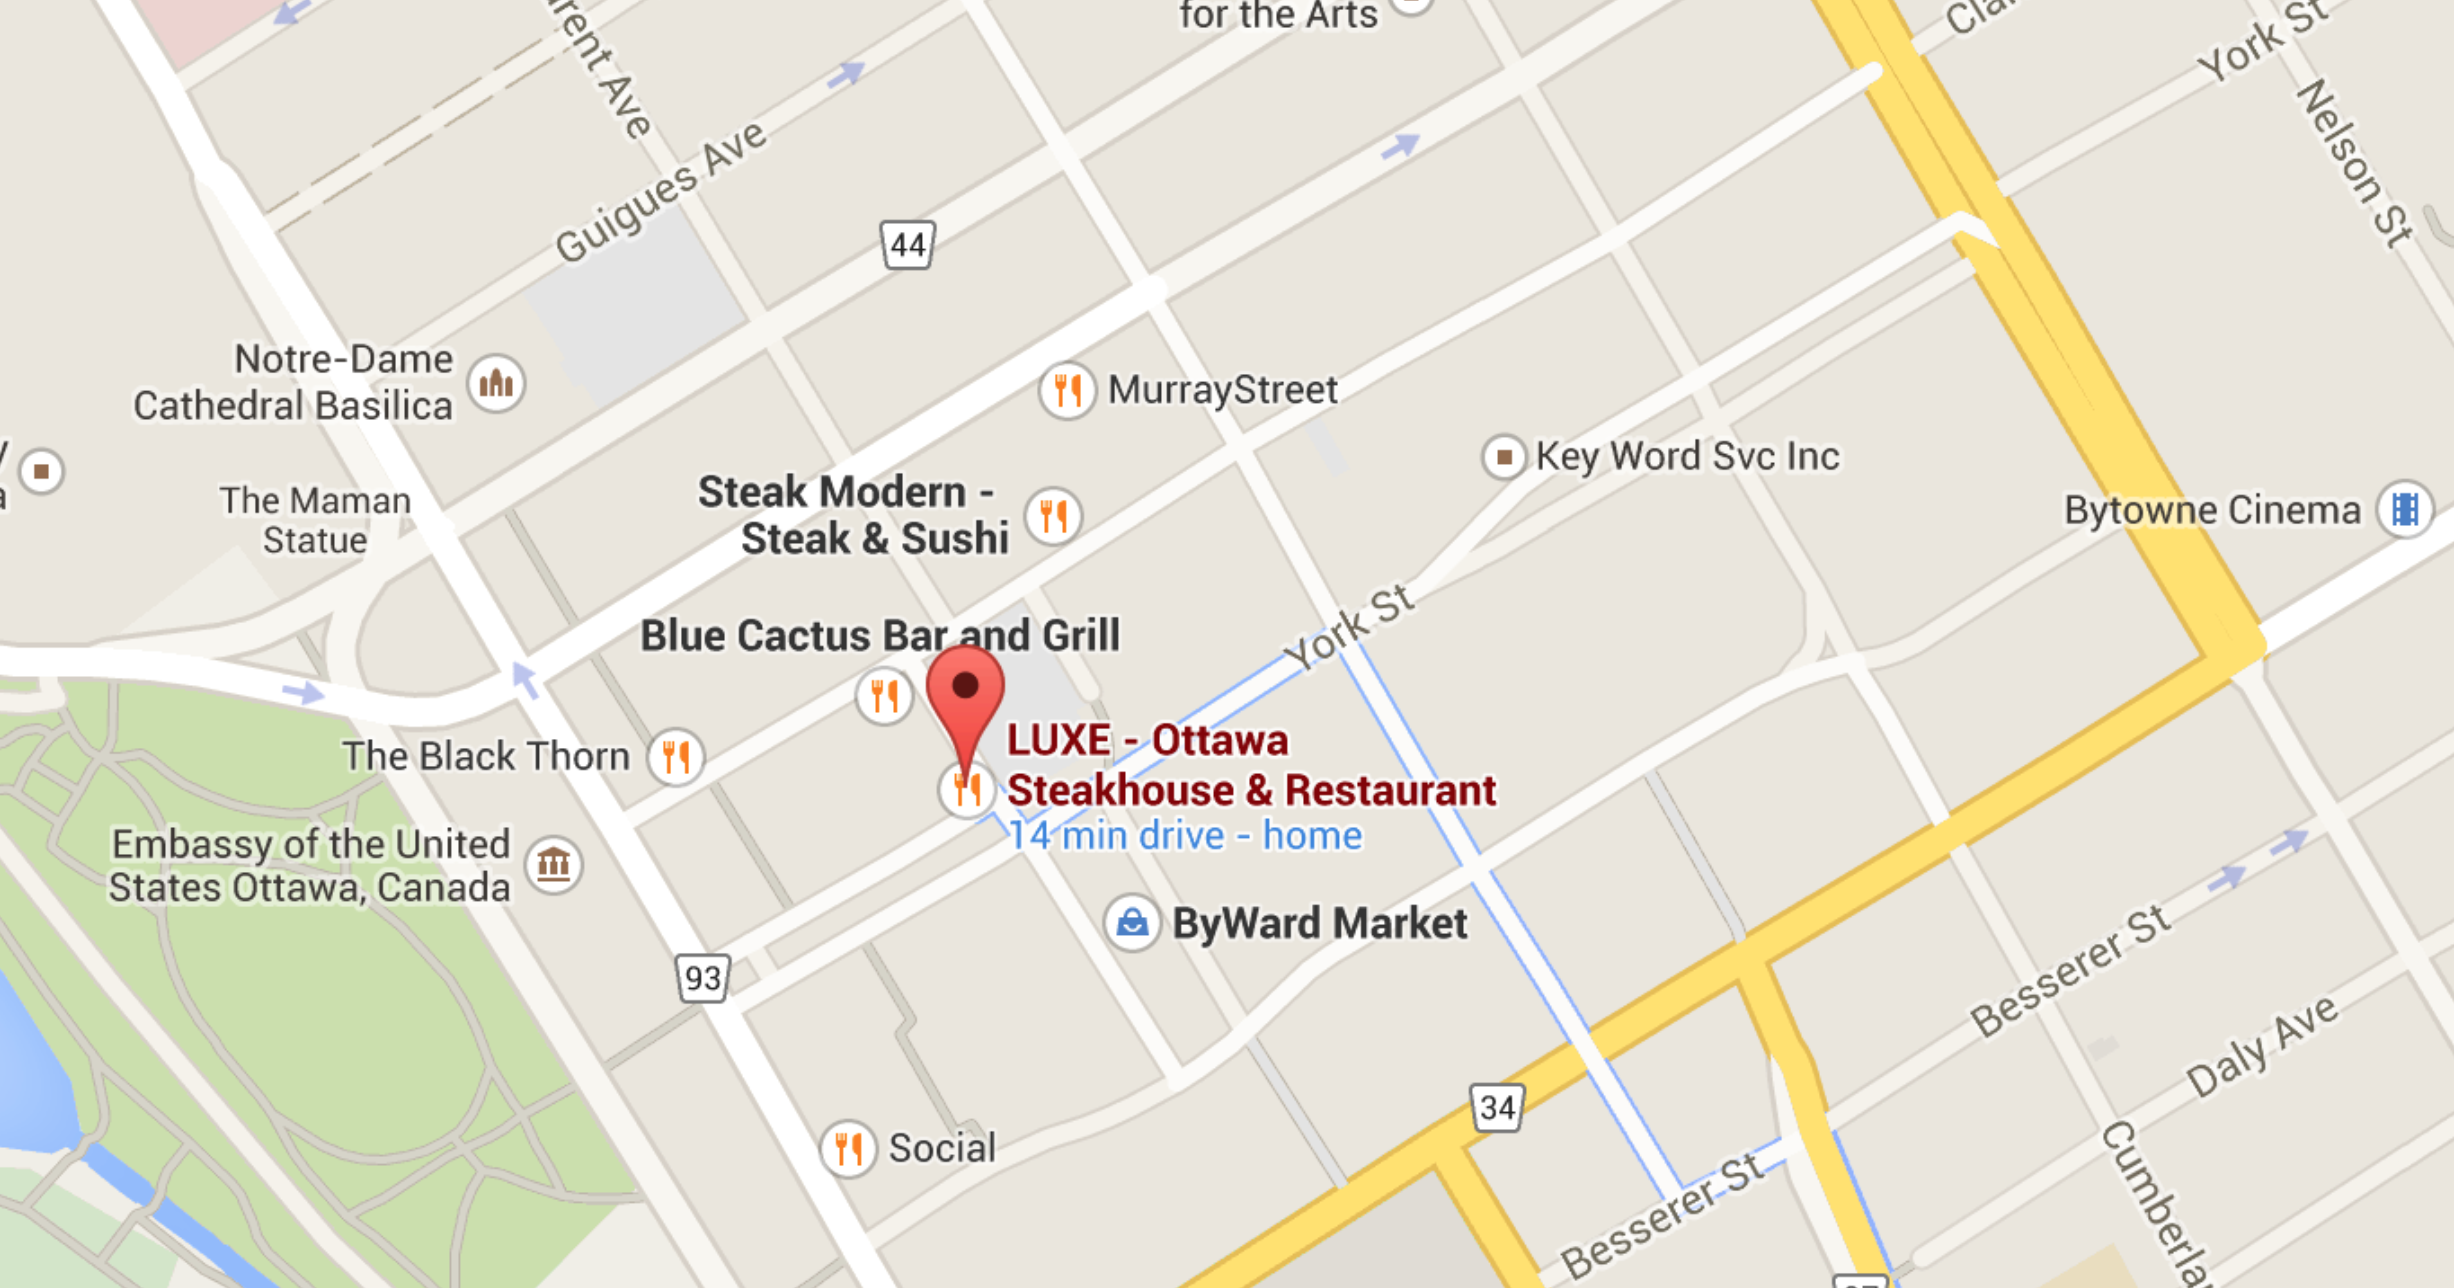 for the Arts
York St
Nelson St
Guigues Ave
44
Notre-Dame
Cathedral Basilica
MurrayStreet
The Maman
Statue
Steak Modern -
Steak & Sushi
Key Word Svc Inc
Bytowne Cinema
York St
Blue Cactus Bar and Grill
The Black Thorn
LUXE - Ottawa
Steakhouse & Restaurant
14 min drive - home
Embassy of the United
States Ottawa, Canada
ByWard Market
93
Besserer St
Daly Ave
34
Social
Besserer St